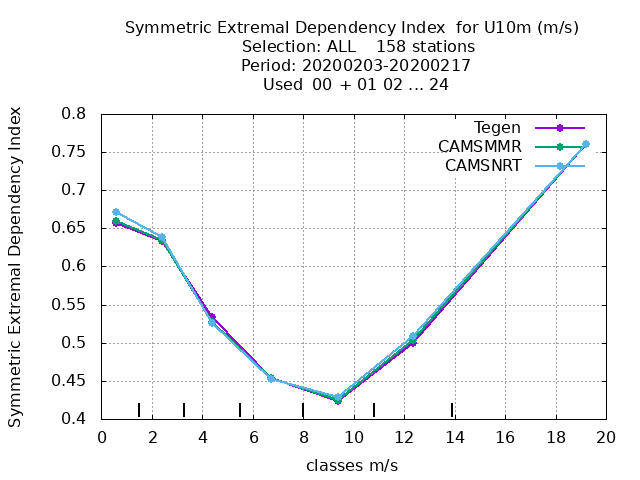 Symmetric Extremal Dependency Index  for U10m (m/s)
Selection: ALL    158 stations
Period: 20200203-20200217
Used  00 + 01 02 ... 24
Symmetric Extremal Dependency Index
0.8
0.75
0.7
0.65
0.6
0.55
0.5
0.45
0.4
Tegen
CAMSMMR
CAMSNRT
0 2 4 6 8 10 12 14 16 18 20
classes m/s